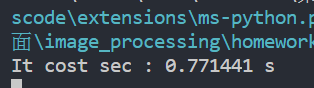 scode\extensions\ms-python.p
面\image_processing\homework
It cost sec : 0.771441 s